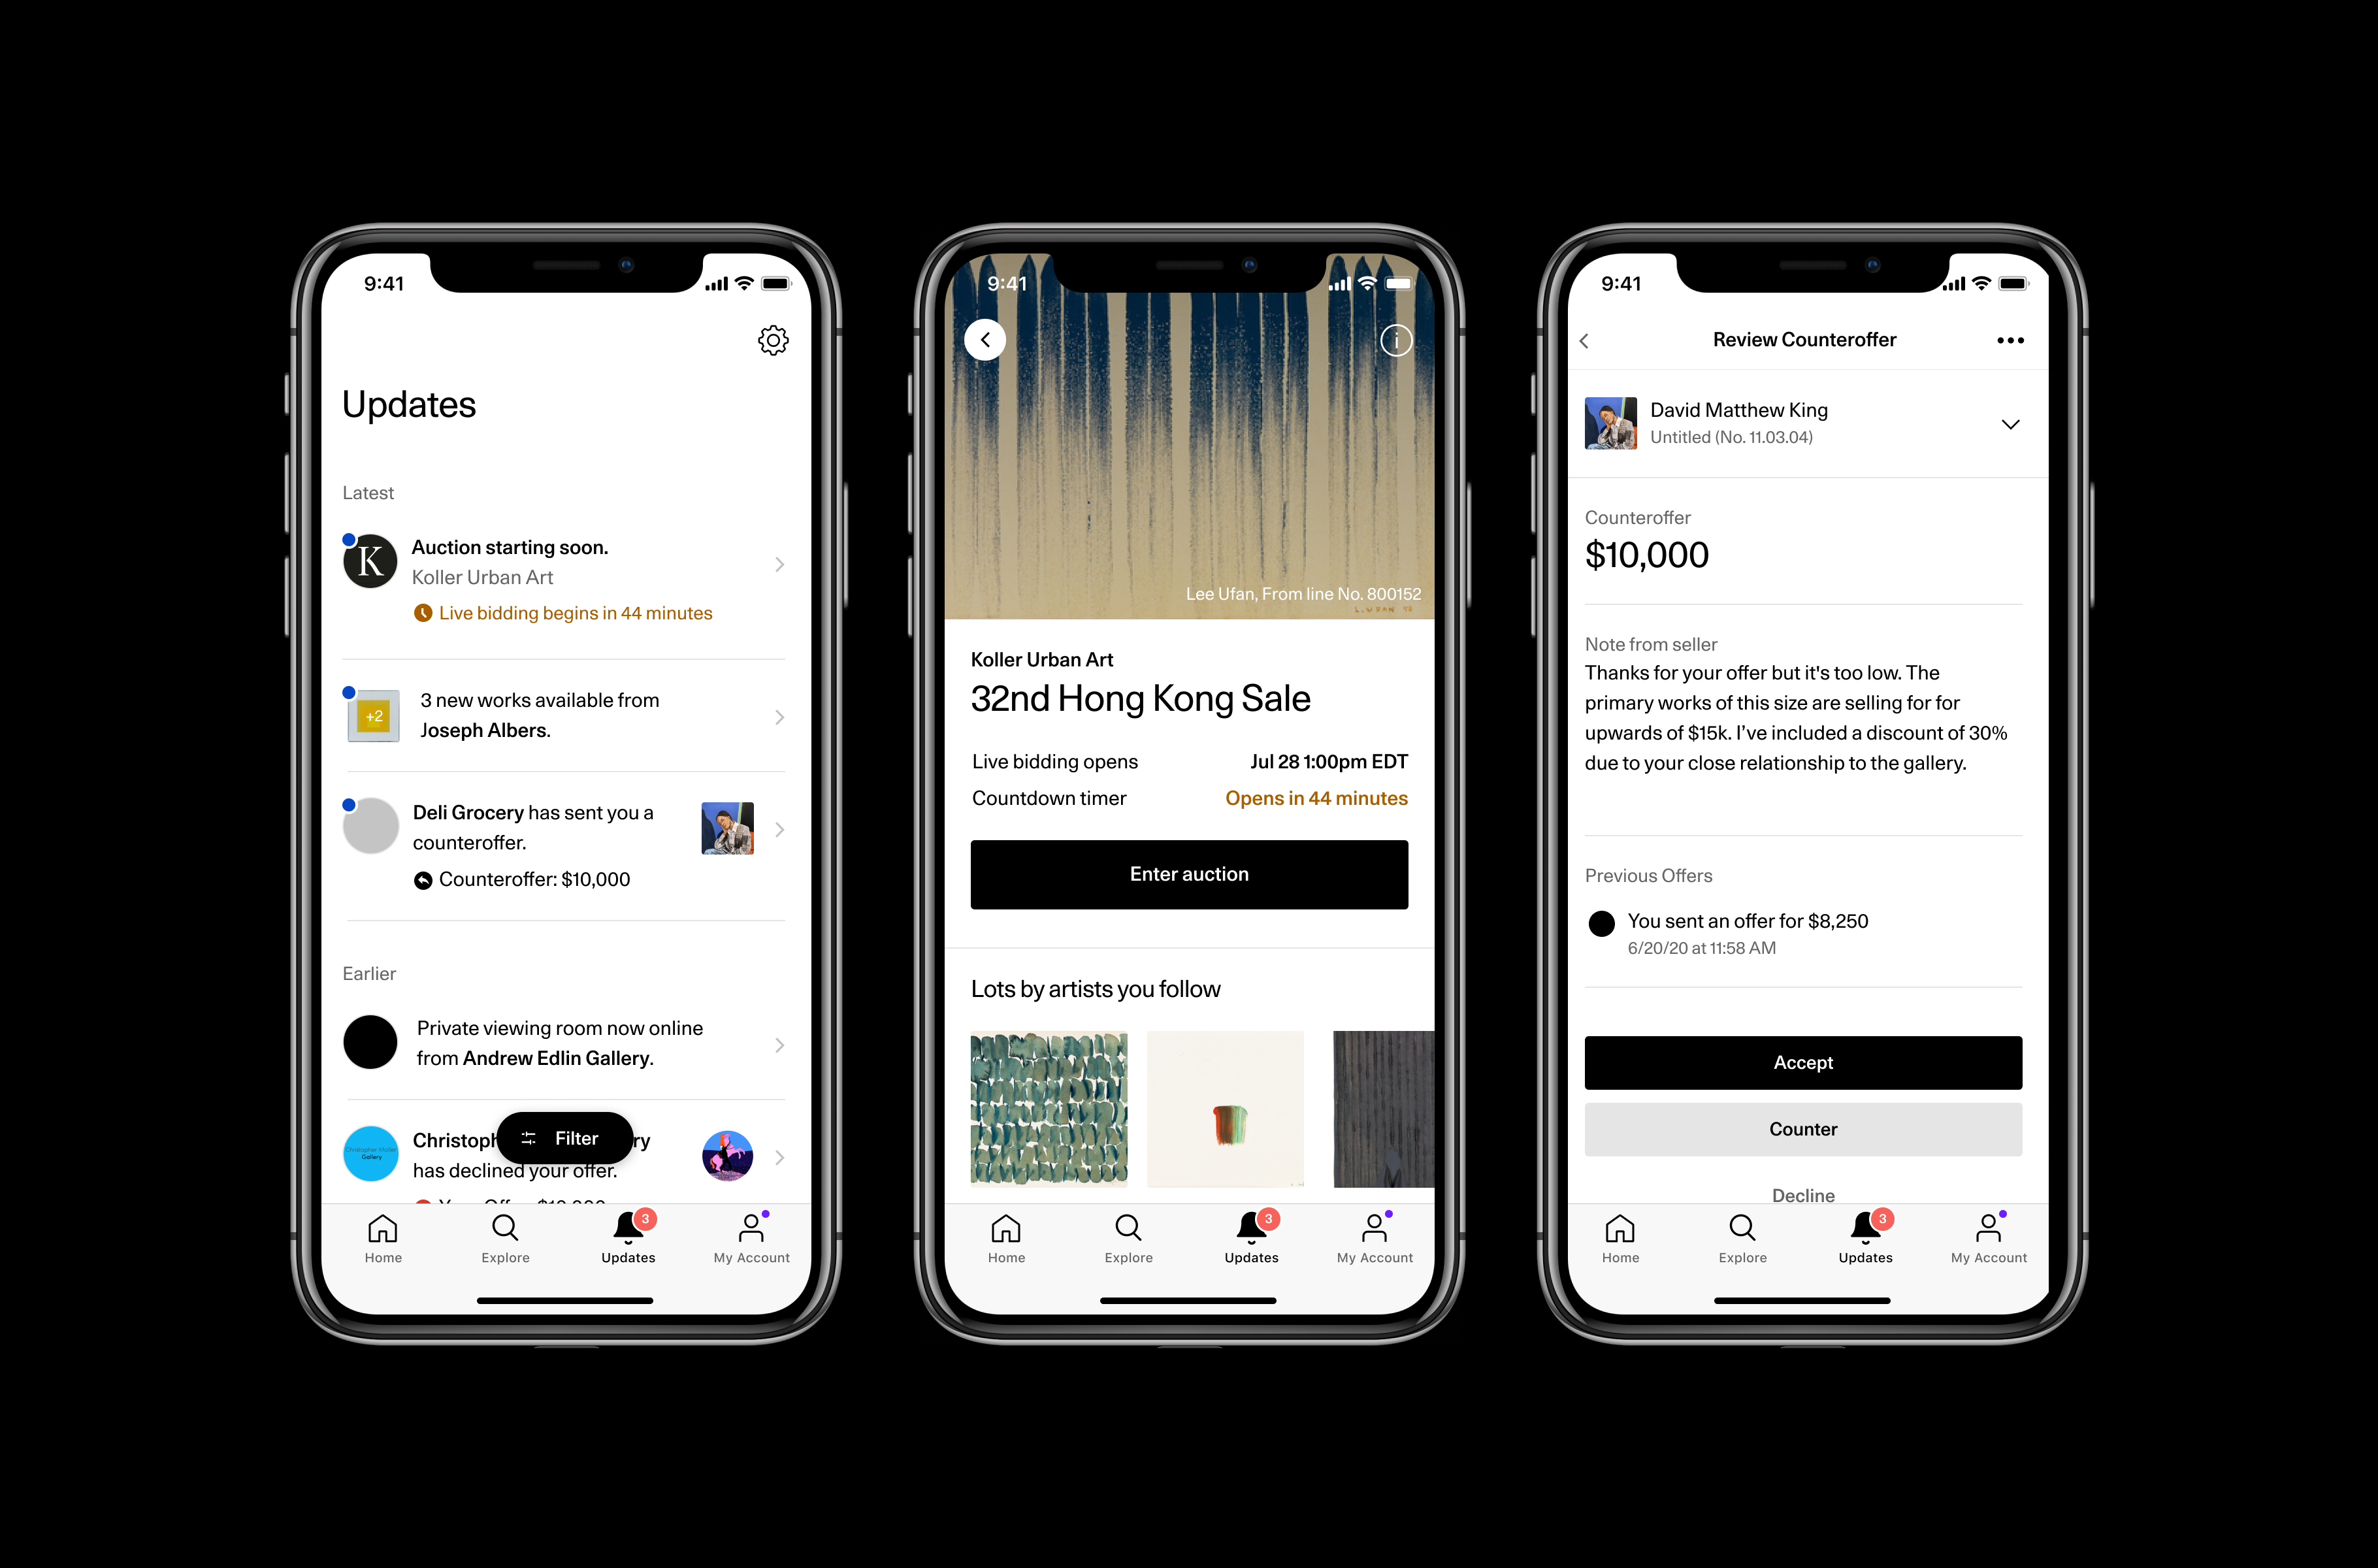 9:41
Updates
Latest
K
Auction starting soon.
Koller Urban Art
Live bidding begins in 44 minutes
+2
3 new works available from
Joseph Albers.
Deli Grocery has sent you a
counteroffer.
Counteroffer: $10,000
Earlier
Private viewing room now online
from Andrew Edlin Gallery.
Gallery
has declined your offer.
Filter
3
Home
Explore
Updates
My Account
9:41
Lee Ufan, From line No. 800152
Koller Urban Art
32nd Hong Kong Sale
Live bidding opens Jul 28 1:00pm EDT
Countdown timer Opens in 44 minutes
Enter auction
Lots by artists you follow
3
Home
Explore
Updates
My Account
9:41
Review Counteroffer
David Matthew King
Untitled (No. 11.03.04)
Counteroffer
$10,000
Note from seller
Thanks for your offer but it's too low. The
primary works of this size are selling for for
upwards of $15k. I’ve included a discount of 30%
due to your close relationship to the gallery.
Previous Offers
You sent an offer for $8,250
6/20/20 at 11:58 AM
Accept
Counter
Decline
3
Home
Explore
Updates
My Account